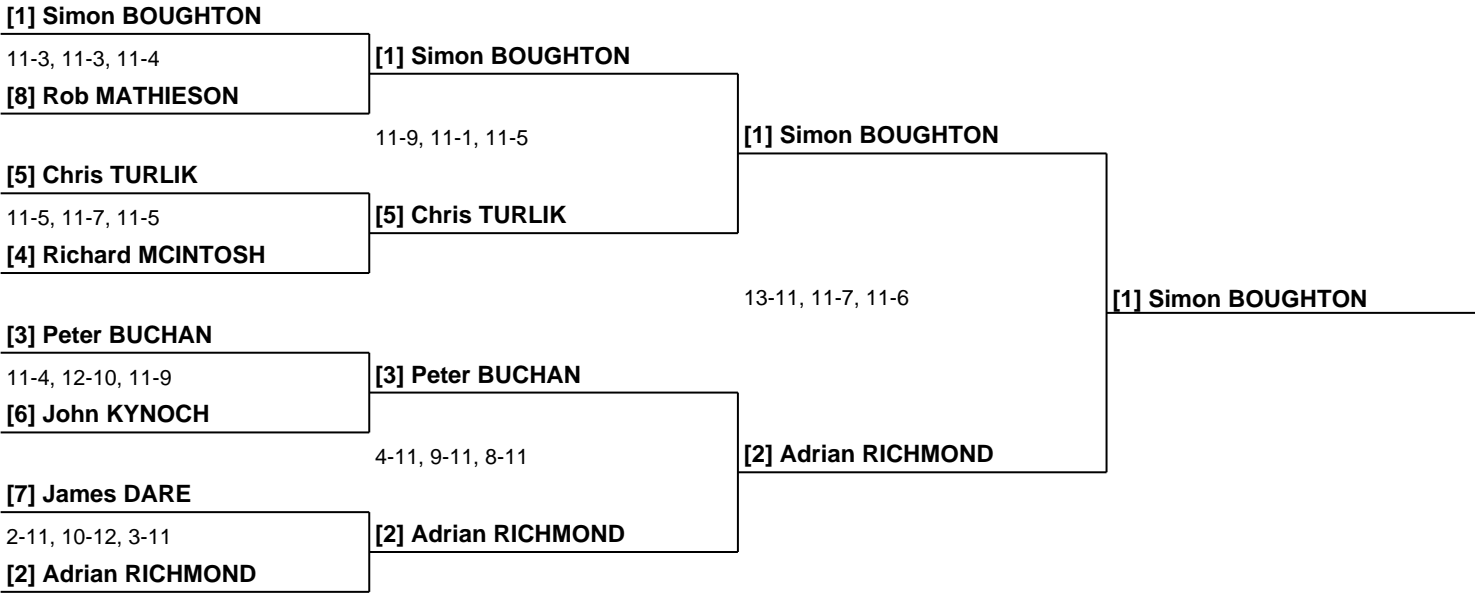 [1] Simon BOUGHTON
11-3, 11-3, 11-4
[8] Rob MATHIESON
[5] Chris TURLIK
11-5, 11-7, 11-5
[4] Richard MCINTOSH
[3] Peter BUCHAN
11-4, 12-10, 11-9
[6] John KYNOCH
[7] James DARE
2-11, 10-12, 3-11
[2] Adrian RICHMOND
[1] Simon BOUGHTON
11-9, 11-1, 11-5
[5] Chris TURLIK
[3] Peter BUCHAN
4-11, 9-11, 8-11
[2] Adrian RICHMOND
[1] Simon BOUGHTON
13-11, 11-7, 11-6
[2] Adrian RICHMOND
[1] Simon BOUGHTON